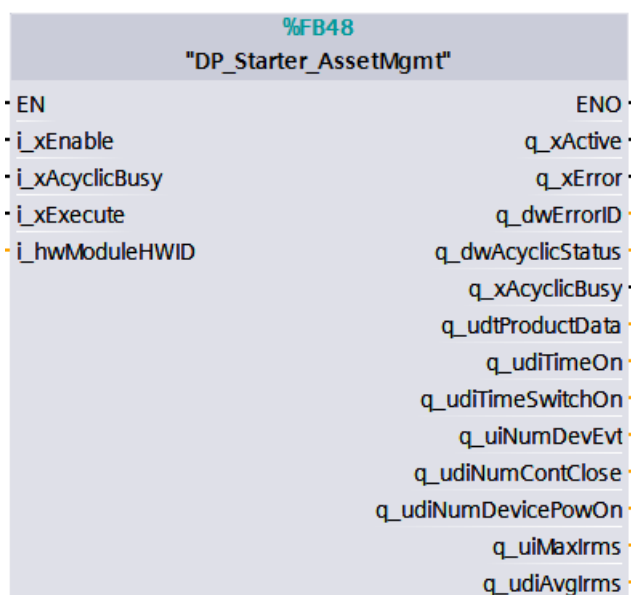 %FB48
"DP_Starter_AssetMgmt"
EN ENO
i_xEnable q_xActive
i_xAcyclicBusy q_xError
i_xExecute q_dwErrorID
i_hwModuleHWID q_dwAcyclicStatus
q_xAcyclicBusy
q_udtProductData
q_udiTimeOn
q_udiTimeSwitchOn
q_uiNumDevEvt
q_udiNumContClose
q_udiNumDevicePowOn
q_uiMaxIrms
q_udiAvgIrms